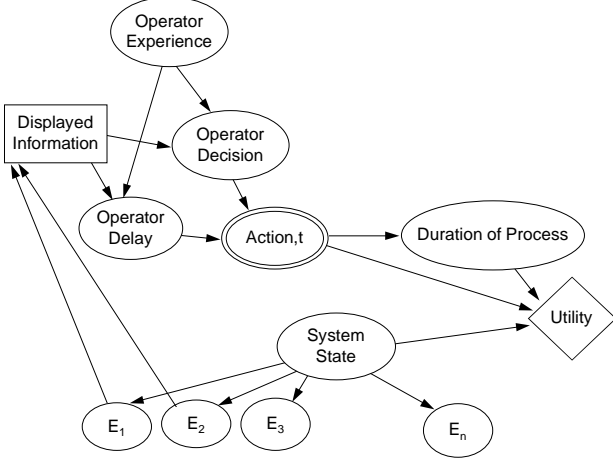 Operator
Experience
Displayed
Information
Operator
Decision
Operator
Delay
Action,t
Duration of Process
Utility
System
State
E1
E2
E3
En